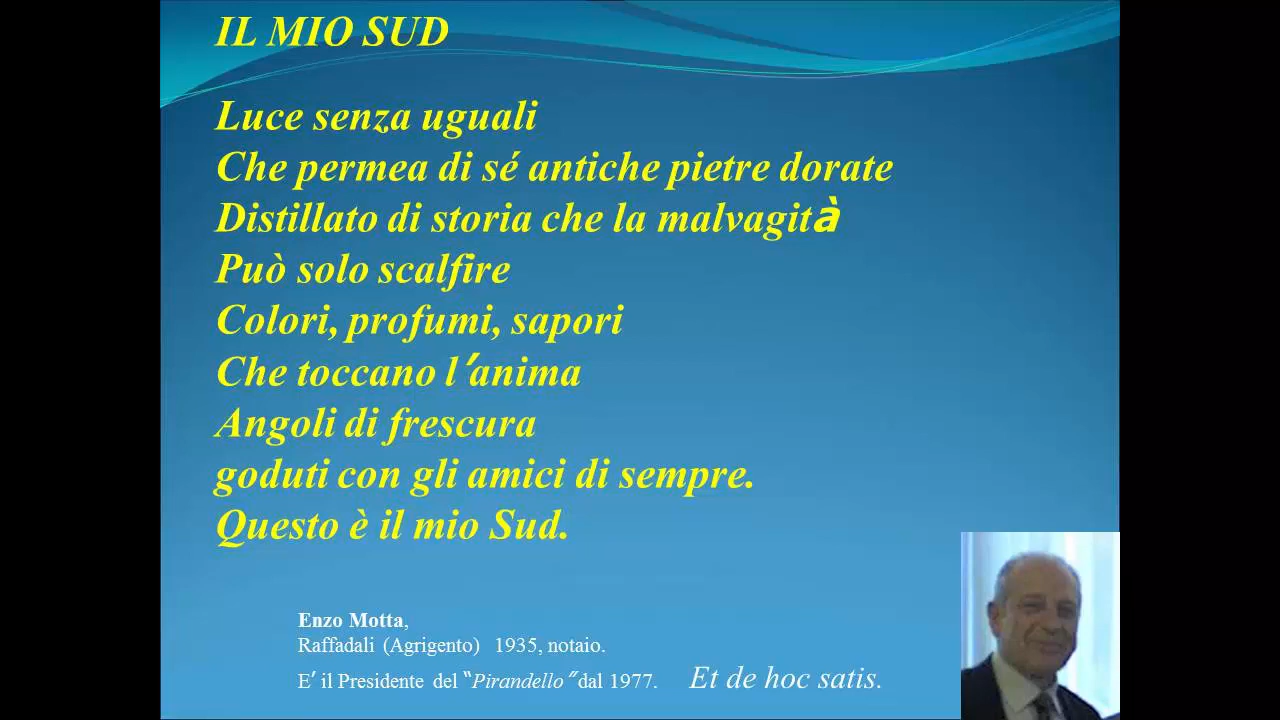 IL MIO SUD
Luce senza uguali
Che permea di sé antiche pietre dorate
Distillato di storia che la malvagità
Può solo scalfire
Colori, profumi, sapori
Che toccano l’anima
Angoli di frescura
goduti con gli amici di sempre.
Questo è il mio Sud.
Enzo Motta,
Raffadali (Agrigento) 1935, notaio.
E’ il Presidente del “Pirandello” dal 1977. Et de hoc satis.